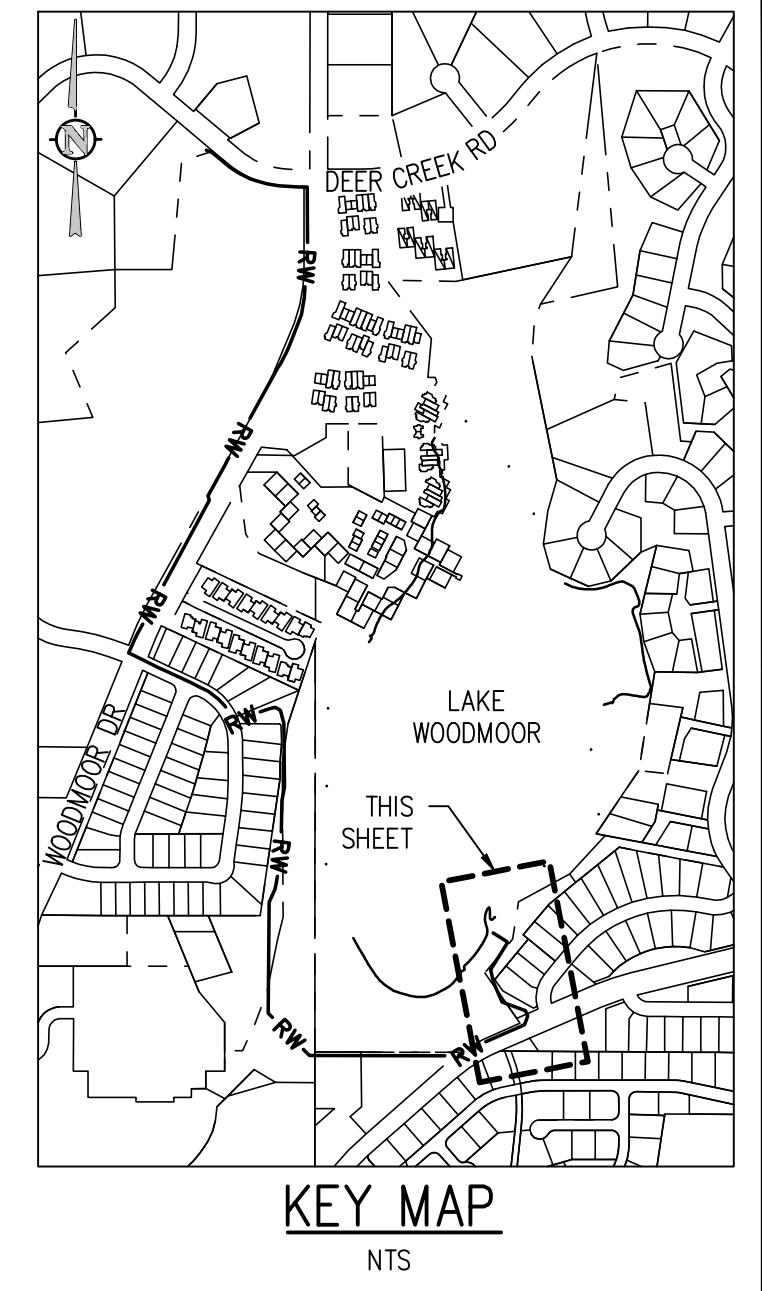 N
DEER CREEK RD
RW
RW
RW
RW
LAKE
WOODMOOR
WOODMOOR DR
THIS
SHEET
RW
RW
RW
KEY MAP
NTS